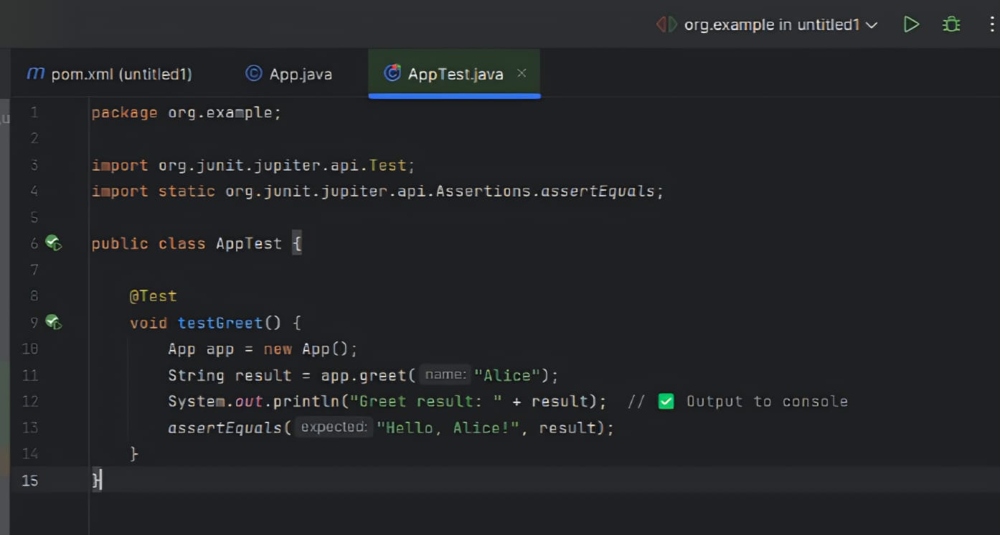 org.example in untitled1
m pom.xml (untitled1) © App.java © AppTest.java ×
1 package org.example;
2
3 import org.junit.jupiter.api.Test;
4 import static org.junit.jupiter.api.Assertions.assertEquals;
5
6 public class AppTest {
7
8 @Test
9 void testGreet() {
10 App app = new App();
11 String result = app.greet( name: "Alice");
12 System.out.println("Greet result: " + result); // ✅ Output to console
13 assertEquals( expected: "Hello, Alice!", result);
14 }
15 }